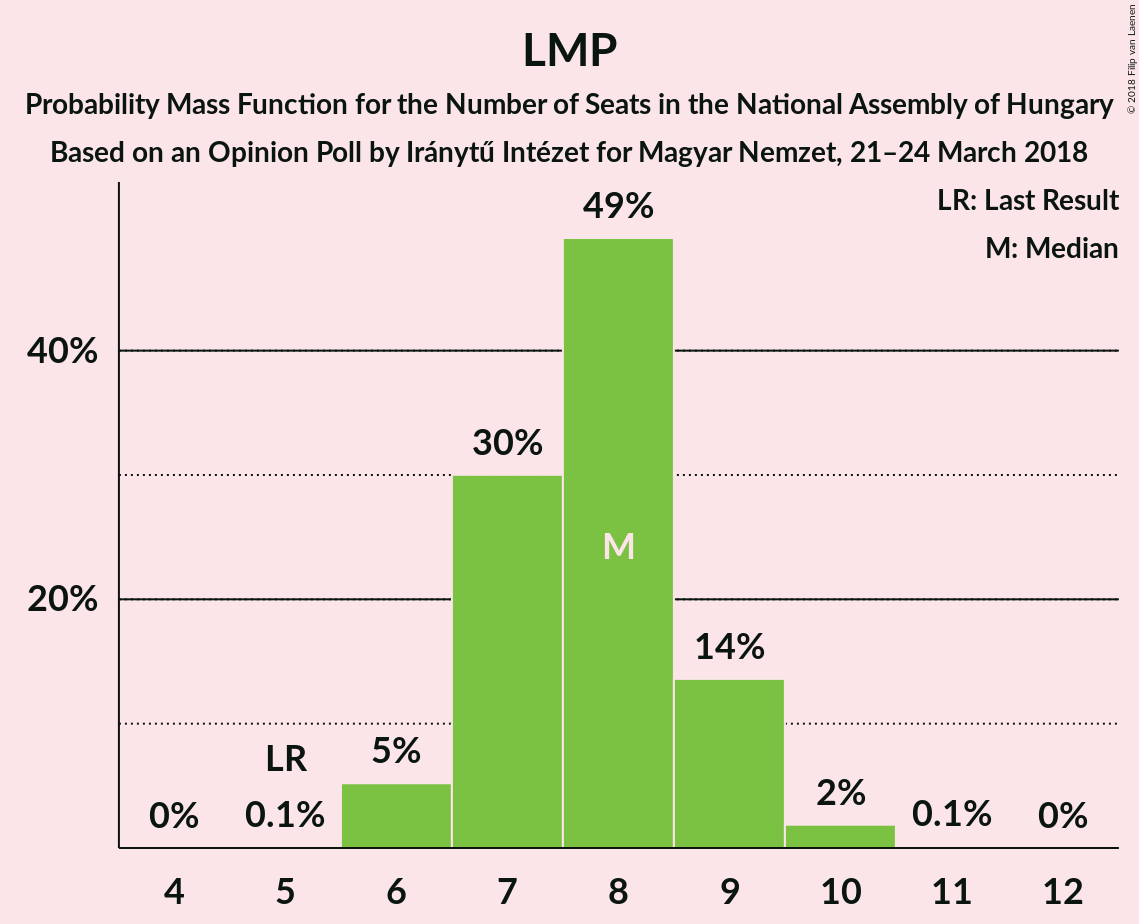 © 2018 Filip van Laenen
LMP
Probability Mass Function for the Number of Seats in the National Assembly of Hungary
Based on an Opinion Poll by Iránytű Intézet for Magyar Nemzet, 21–24 March 2018
LR: Last Result
M: Median
49%
40%
30%
M
20%
14%
LR
5%
0%
0.1%
2%
0.1%
0%
4 5 6 7 8 9 10 11 12